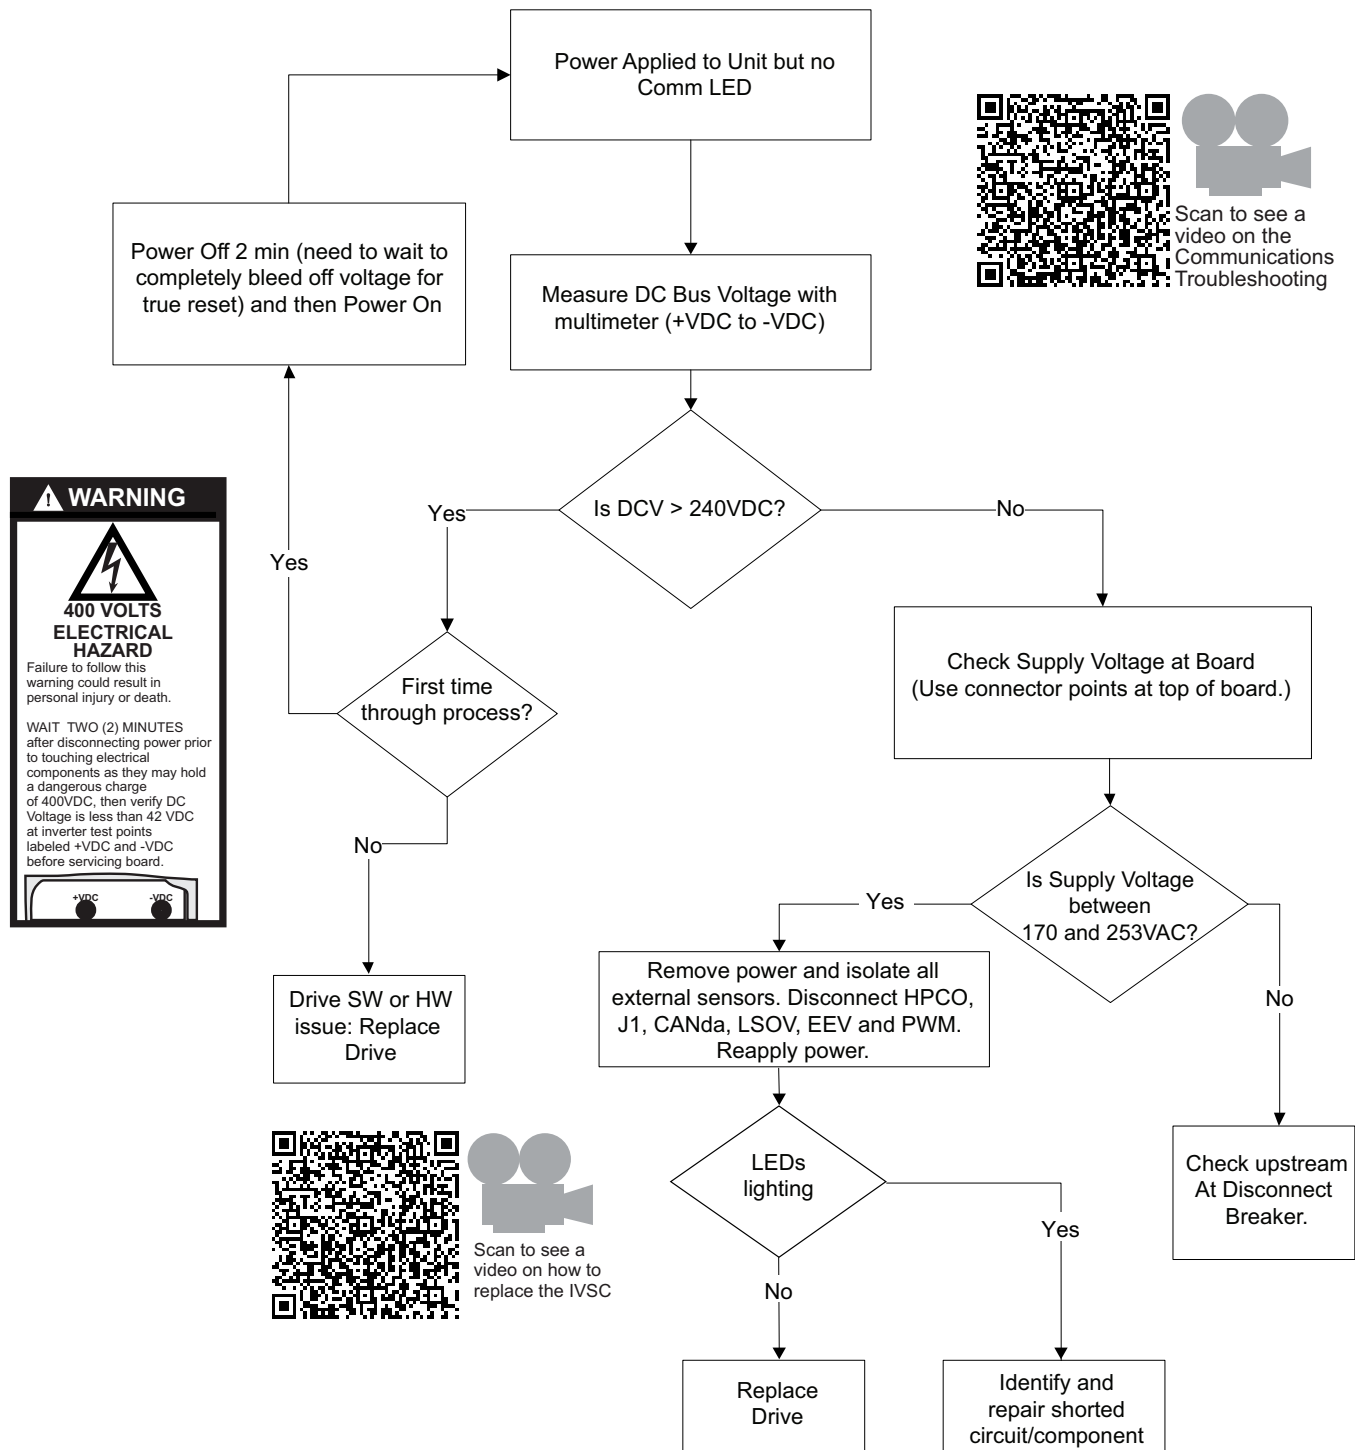 Power Applied to Unit but no
Comm LED
Scan to see a
video on the
Communications
Troubleshooting
Power Off 2 min (need to wait to
completely bleed off voltage for
true reset) and then Power On
Measure DC Bus Voltage with
multimeter (+VDC to -VDC)
Is DCV > 240VDC?
Yes
No
Yes
WARNING
400 VOLTS
ELECTRICAL
HAZARD
Failure to follow this
warning could result in
personal injury or death.
WAIT TWO (2) MINUTES
after disconnecting power prior
to touching electrical
components as they may hold
a dangerous charge
of 400VDC, then verify DC
Voltage is less than 42 VDC
at inverter test points
labeled +VDC and -VDC
before servicing board.
+VDC
-VDC
First time
through process?
Check Supply Voltage at Board
(Use connector points at top of board.)
No
Is Supply Voltage
between
170 and 253VAC?
Yes
No
Drive SW or HW
issue: Replace
Drive
Remove power and isolate all
external sensors. Disconnect HPCO,
J1, CANda, LSOV, EEV and PWM.
Reapply power.
LEDs
lighting
Check upstream
At Disconnect
Breaker.
Yes
No
Scan to see a
video on how to
replace the IVSC
Replace
Drive
Identify and
repair shorted
circuit/component